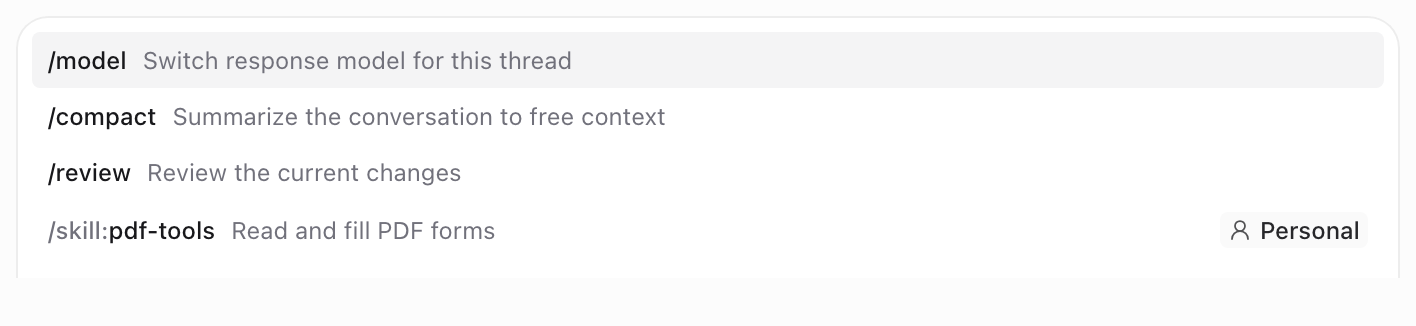 /model Switch response model for this thread
/compact Summarize the conversation to free context
/review Review the current changes
/skill:pdf-tools Read and fill PDF forms Personal